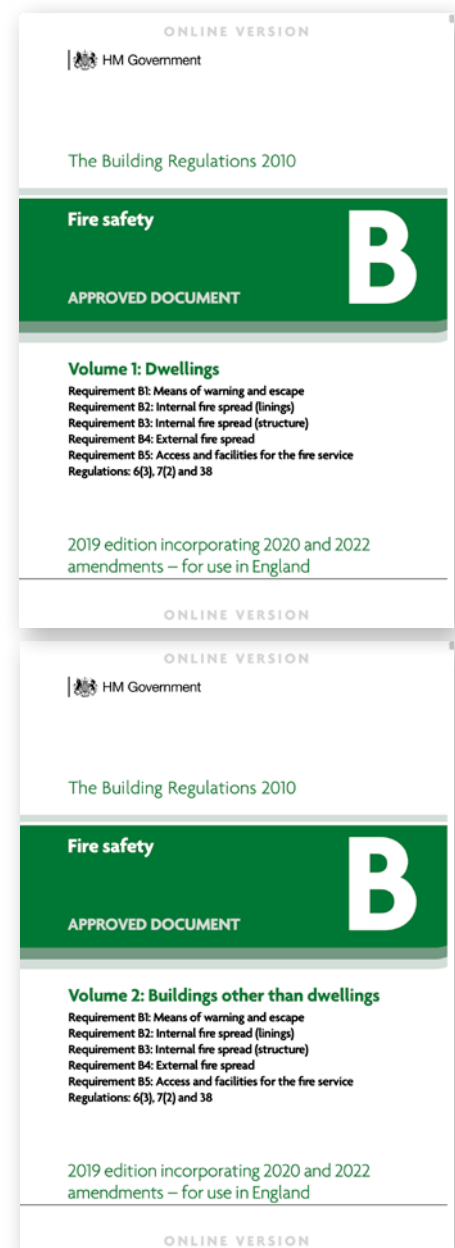 ONLINE VERSION
HM Government
The Building Regulations 2010
Fire safety
B
APPROVED DOCUMENT
Volume 1: Dwellings
Requirement B1: Means of warning and escape
Requirement B2: Internal fire spread (linings)
Requirement B3: Internal fire spread (structure)
Requirement B4: External fire spread
Requirement B5: Access and facilities for the fire service
Regulations: 6(3), 7(2) and 38
2019 edition incorporating 2020 and 2022
amendments – for use in England
ONLINE VERSION
ONLINE VERSION
HM Government
The Building Regulations 2010
Fire safety
B
APPROVED DOCUMENT
Volume 2: Buildings other than dwellings
Requirement B1: Means of warning and escape
Requirement B2: Internal fire spread (linings)
Requirement B3: Internal fire spread (structure)
Requirement B4: External fire spread
Requirement B5: Access and facilities for the fire service
Regulations: 6(3), 7(2) and 38
2019 edition incorporating 2020 and 2022
amendments – for use in England
ONLINE VERSION